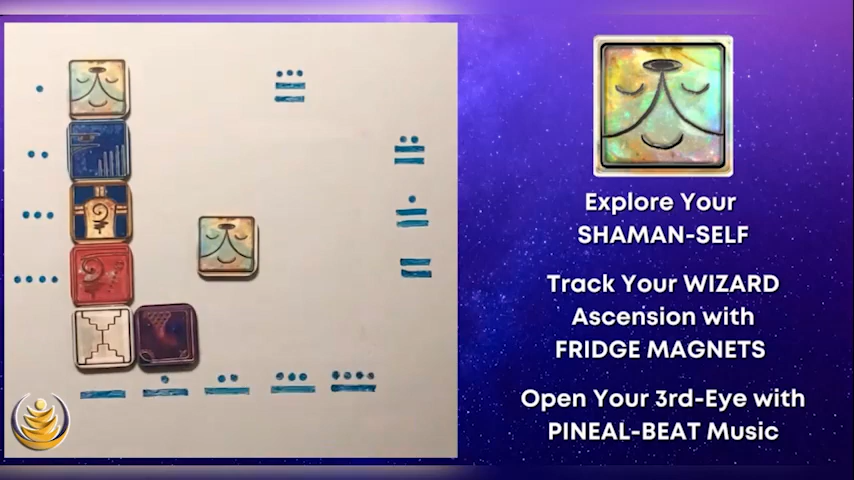 Explore Your
SHAMAN-SELF
Track Your WIZARD
Ascension with
FRIDGE MAGNETS
Open Your 3rd-Eye with
PINEAL-BEAT Music